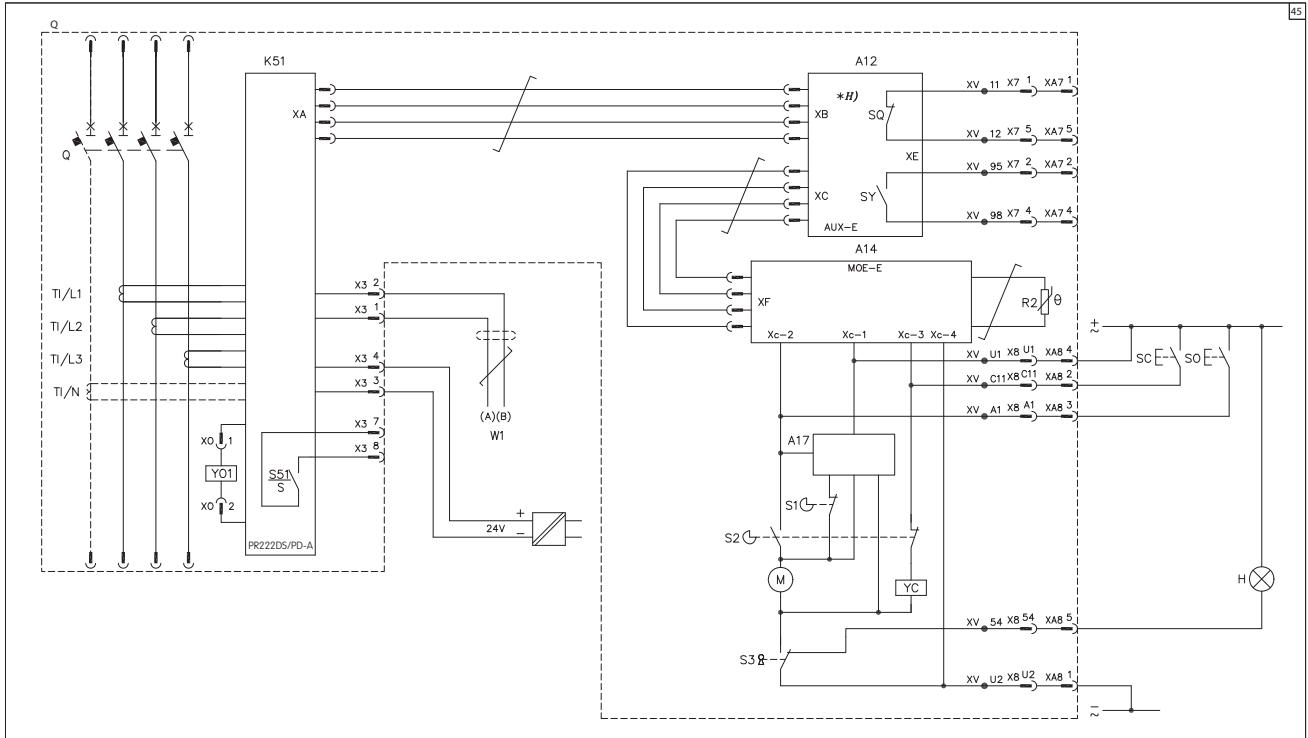 45
Q
K51
A12
XA
*H)
XB
SQ
XV 11 X7 1 XA7 1
XV 12 X7 5 XA7 5
XE
XV 95 X7 2 XA7 2
XC
SY
XV 98 X7 4 XA7 4
AUX-E
Q
A14
MOE-E
XF
R2 θ
Xc-2 Xc-1 Xc-3 Xc-4
TI/L1
TI/L2
TI/L3
TI/N
X3 2
X3 1
X3 4
X3 3
X3 7
X3 8
(A)(B)
W1
+
~
XV U1 X8 U1 XA8 4
SC
SO
XV C11 X8 C11 XA8 2
XV A1 X8 A1 XA8 3
A17
XO 1
YO1
XO 2
S51
S
S1
S2
+
24V
–
PR222DS/PD-A
M
YC
H
XV 54 X8 54 XA8 5
S3
XV U2 X8 U2 XA8 1
–
~